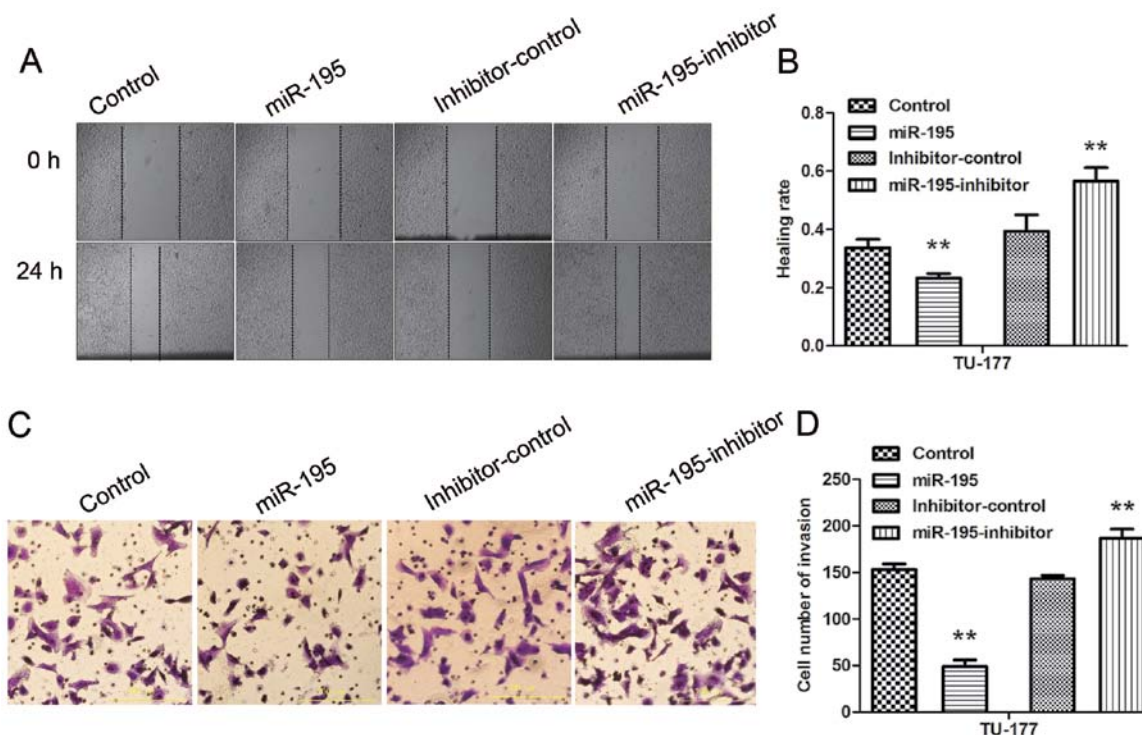 A
Control
miR-195
Inhibitor-control
miR-195-inhibitor
0 h
24 h
B
Control
miR-195
Inhibitor-control
miR-195-inhibitor
Healing rate
0.8
0.6
0.4
0.2
0.0
**
**
TU-177
C
Control
miR-195
Inhibitor-control
miR-195-inhibitor
D
Control
miR-195
Inhibitor-control
miR-195-inhibitor
Cell number of invasion
250
200
150
100
50
0
**
**
TU-177